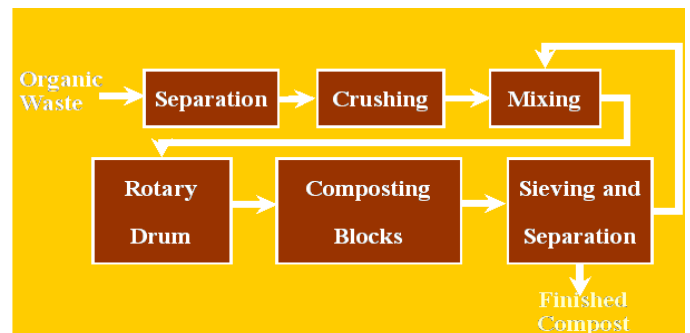 Organic
Waste
Separation
Crushing
Mixing
Rotary
Drum
Composting
Blocks
Sieving and
Separation
Finished
Compost